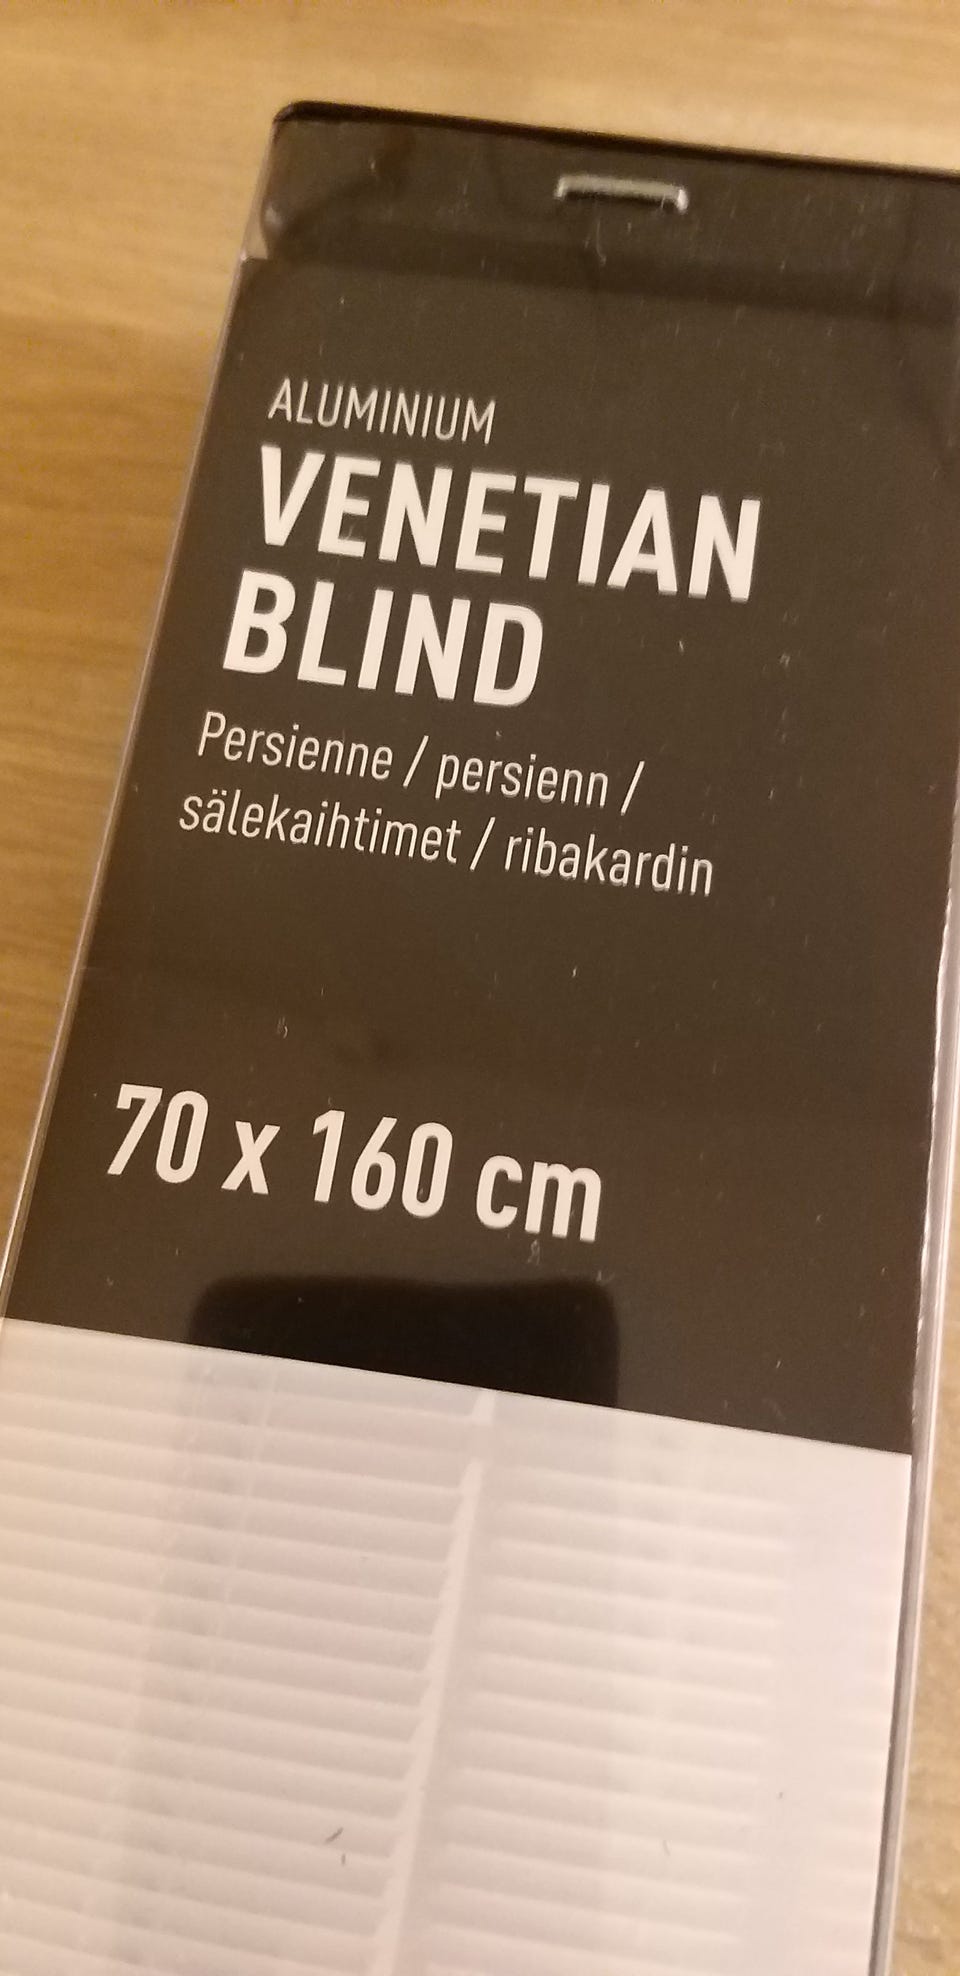 ALUMINIUM
VENETIAN
BLIND
Persienne / persienn /
sälekaihtimet / ribakardin
70 x 160 cm